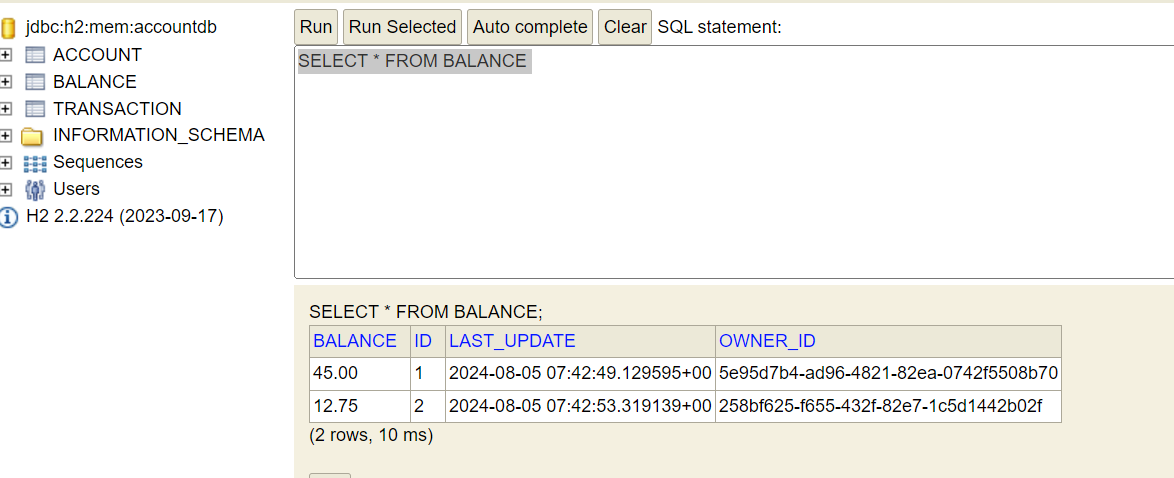 jdbc:h2:mem:accountdb
ACCOUNT
BALANCE
TRANSACTION
INFORMATION_SCHEMA
Sequences
Users
H2 2.2.224 (2023-09-17)
Run Run Selected Auto complete Clear SQL statement:
SELECT * FROM BALANCE
SELECT * FROM BALANCE;
BALANCE ID LAST_UPDATE OWNER_ID
45.00 1 2024-08-05 07:42:49.129595+00 5e95d7b4-ad96-4821-82ea-0742f5508b70
12.75 2 2024-08-05 07:42:53.319139+00 258bf625-f655-432f-82e7-1c5d1442b02f
(2 rows, 10 ms)